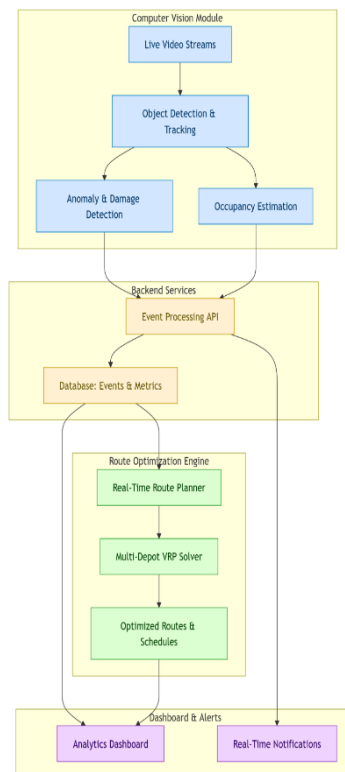 Computer Vision Module
Live Video Streams
Object Detection &
Tracking
Anomaly & Damage
Detection
Occupancy Estimation
Backend Services
Event Processing API
Database: Events & Metrics
Route Optimization Engine
Real-Time Route Planner
Multi-Depot VRP Solver
Optimized Routes &
Schedules
Dashboard & Alerts
Analytics Dashboard
Real-Time Notifications